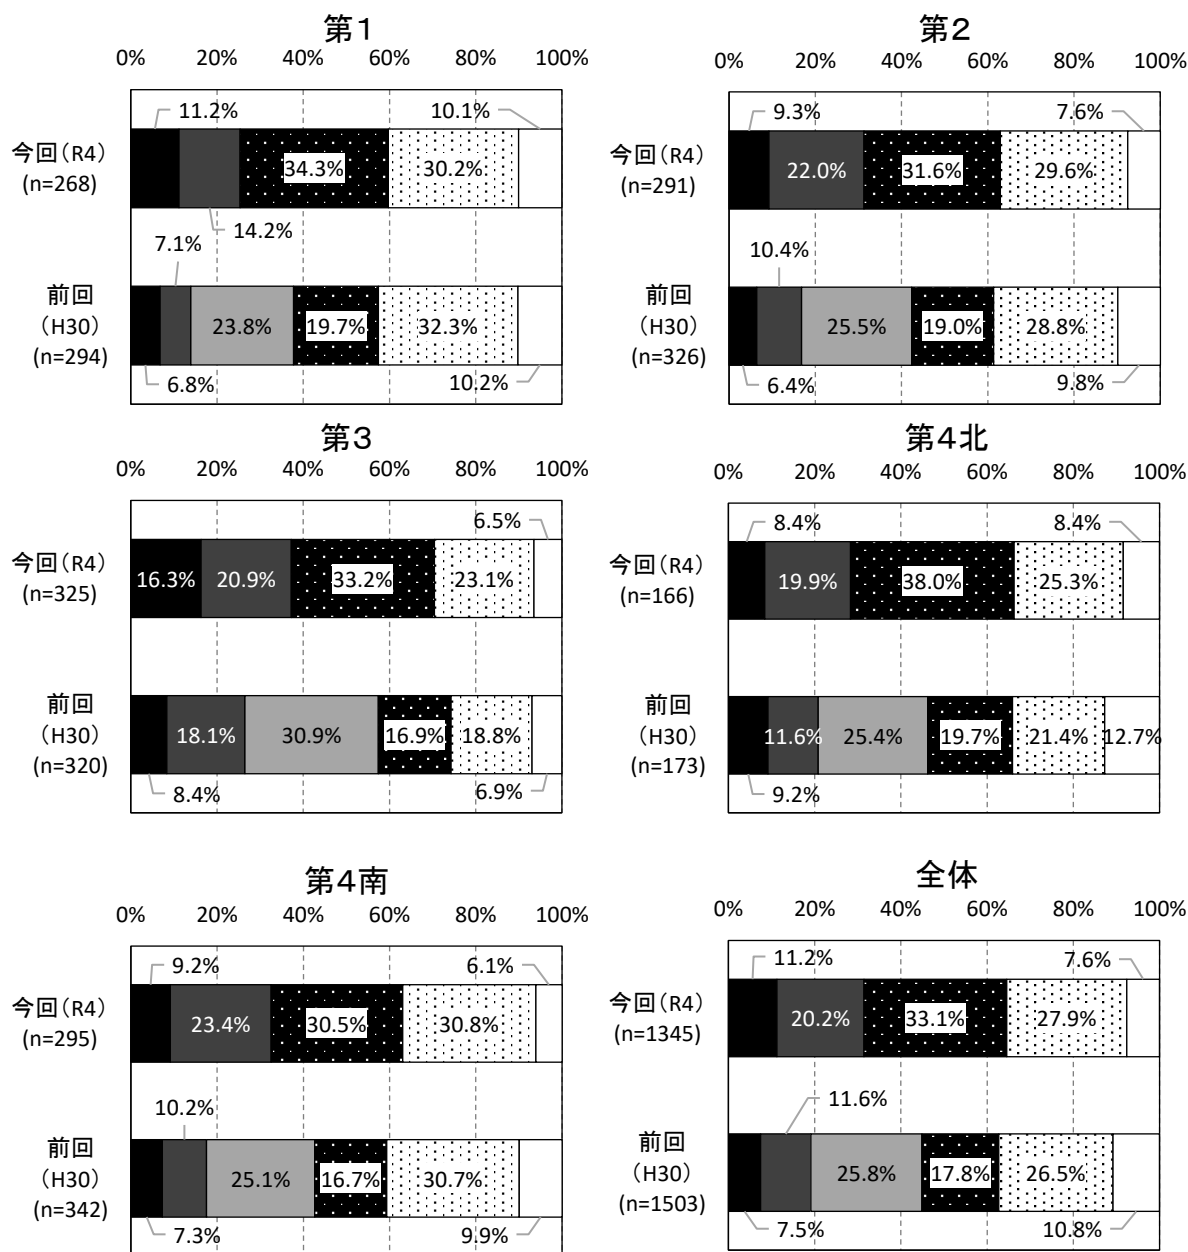 第1
0% 20% 40% 60% 80% 100%
11.2% 10.1%
今回(R4)
(n=268)
34.3% 30.2%
14.2%
7.1%
前回
(H30)
(n=294)
23.8% 19.7% 32.3%
6.8% 10.2%
第2
0% 20% 40% 60% 80% 100%
9.3% 7.6%
今回(R4)
(n=291)
22.0% 31.6% 29.6%
10.4%
前回
(H30)
(n=326)
25.5% 19.0% 28.8%
6.4% 9.8%
第3
0% 20% 40% 60% 80% 100%
6.5%
今回(R4)
(n=325)
16.3% 20.9% 33.2% 23.1%
前回
(H30)
(n=320)
18.1% 30.9% 16.9% 18.8%
8.4% 6.9%
第4北
0% 20% 40% 60% 80% 100%
8.4% 8.4%
今回(R4)
(n=166)
19.9% 38.0% 25.3%
前回
(H30)
(n=173)
11.6% 25.4% 19.7% 21.4% 12.7%
9.2%
第4南
0% 20% 40% 60% 80% 100%
9.2% 6.1%
今回(R4)
(n=295)
23.4% 30.5% 30.8%
10.2%
前回
(H30)
(n=342)
25.1% 16.7% 30.7%
7.3% 9.9%
全体
0% 20% 40% 60% 80% 100%
11.2% 7.6%
今回(R4)
(n=1345)
20.2% 33.1% 27.9%
11.6%
前回
(H30)
(n=1503)
25.8% 17.8% 26.5%
7.5% 10.8%